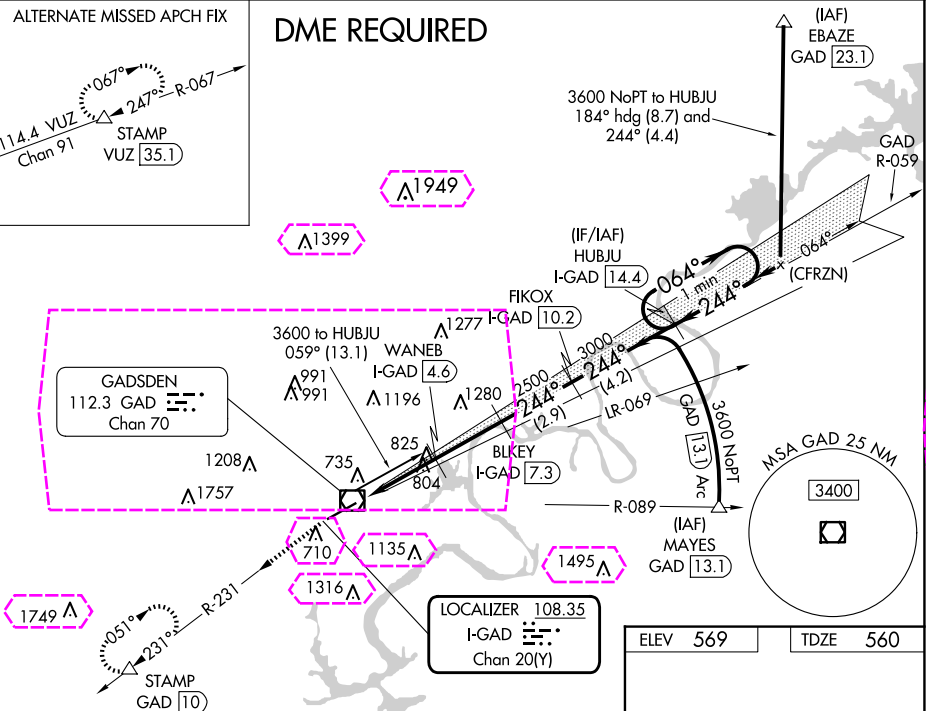 ALTERNATE MISSED APCH FIX
067°
247°
R-067
114.4 VUZ
Chan 91
STAMP
VUZ 35.1
DME REQUIRED
(IAF)
EBAZE
GAD 23.1
3600 NoPT to HUBJU
184° hdg (8.7) and
244° (4.4)
GAD
R-059
1949
1399
(IF/IAF)
HUBJU
I-GAD 14.4
064°
1 min
244°
064°
(CFRZN)
FIKOX
I-GAD 10.2
1277
3600 to HUBJU
059° (13.1)
WANEB
I-GAD 4.6
3000
2500
244°
(4.2)
244°
(2.9)
LR-069
GADSDEN
112.3 GAD
Chan 70
991
991
1196
1280
3600 NoPT
GAD 13.1 Arc
BLKEY
I-GAD 7.3
825
804
735
1208
1757
MSA GAD 25 NM
3400
R-089
(IAF)
MAYES
GAD 13.1
710
1135
1316
1495
1749
R-231
051°
231°
STAMP
GAD 10
LOCALIZER 108.35
I-GAD
Chan 20(Y)
ELEV 569
TDZE 560